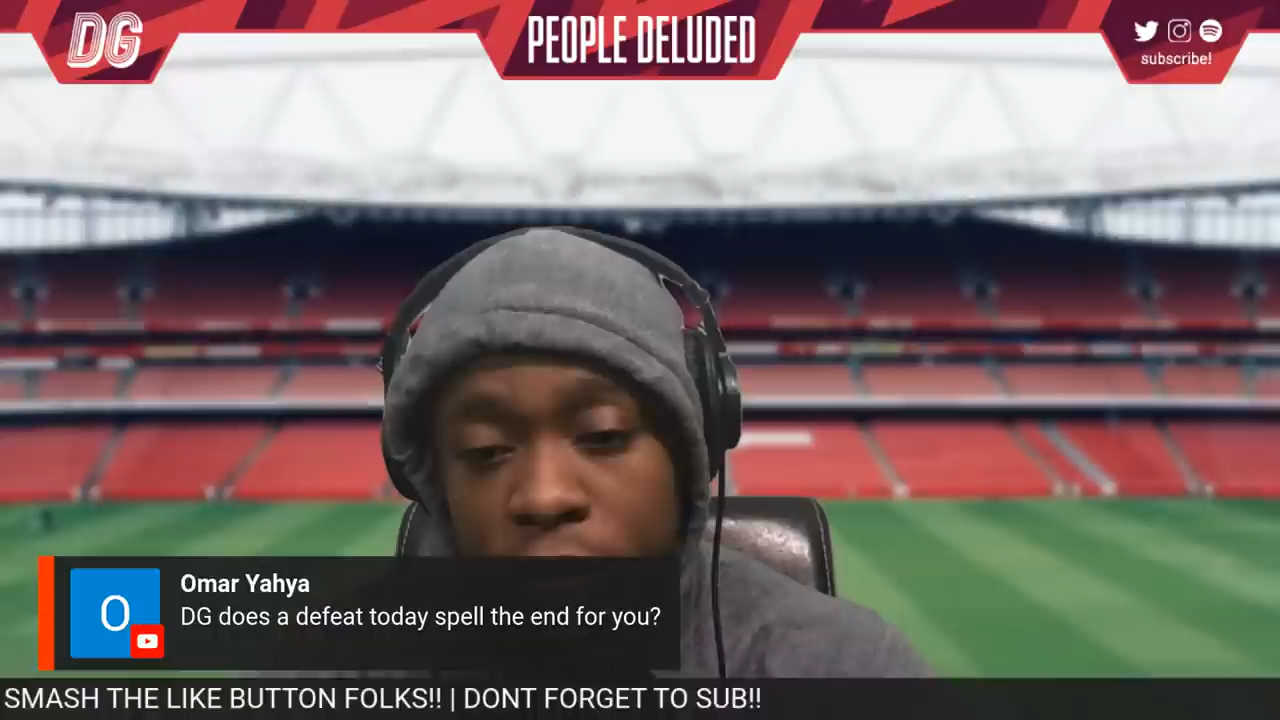 DG
PEOPLE DELUDED
subscribe!
Omar Yahya
O
DG does a defeat today spell the end for you?
SMASH THE LIKE BUTTON FOLKS!! | DONT FORGET TO SUB!!